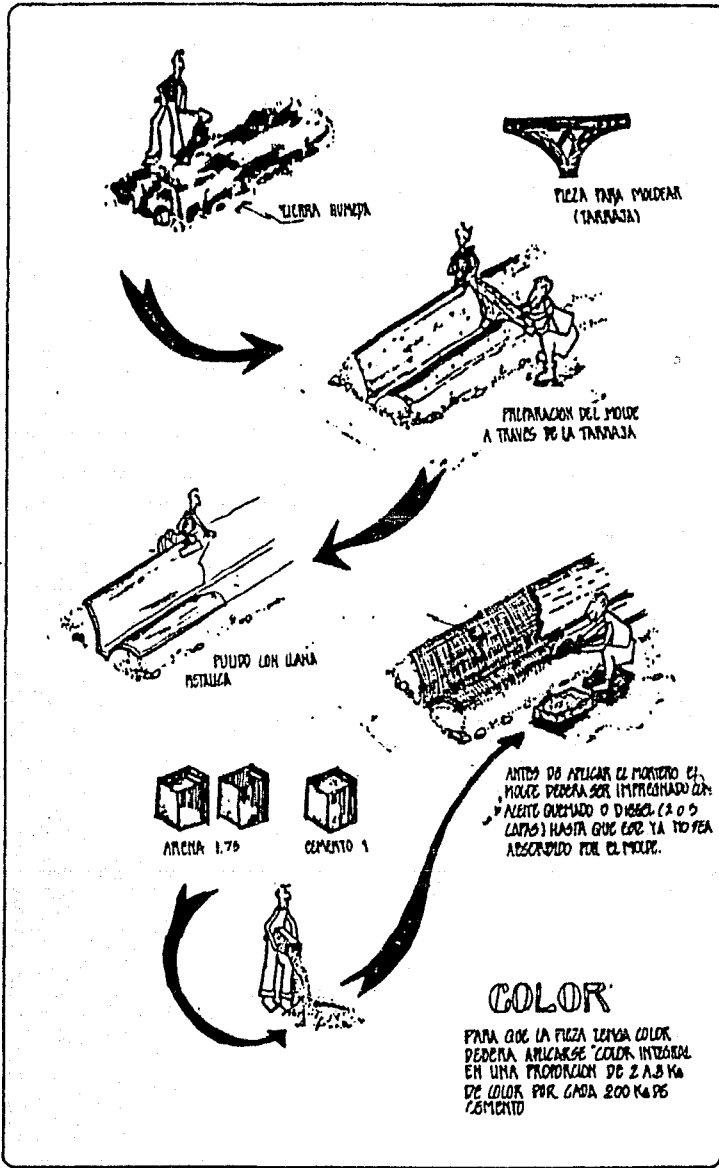 TIERRA HUMEDA
PIEZA PARA MOLDEAR
(TARRAJA)
PREPARACION DEL MOLDE
A TRAVES DE LA TARRAJA
PULIDO CON LLANA
METALICA
ANTES DE APLICAR EL MORTERO EL
MOLDE DEBERA SER IMPREGNADO CON
ACEITE QUEMADO O DIESEL (2 O 3
CAPAS) HASTA QUE ESTE YA NO SEA
ABSORBIDO POR EL MOLDE.
ARENA 1.75
CEMENTO 1
COLOR
PARA QUE LA PIEZA TENGA COLOR
DEBERA APLICARSE "COLOR INTEGRAL
EN UNA PROPORCION DE 2 A 3 KG
DE COLOR POR CADA 200 KG DE
CEMENTO